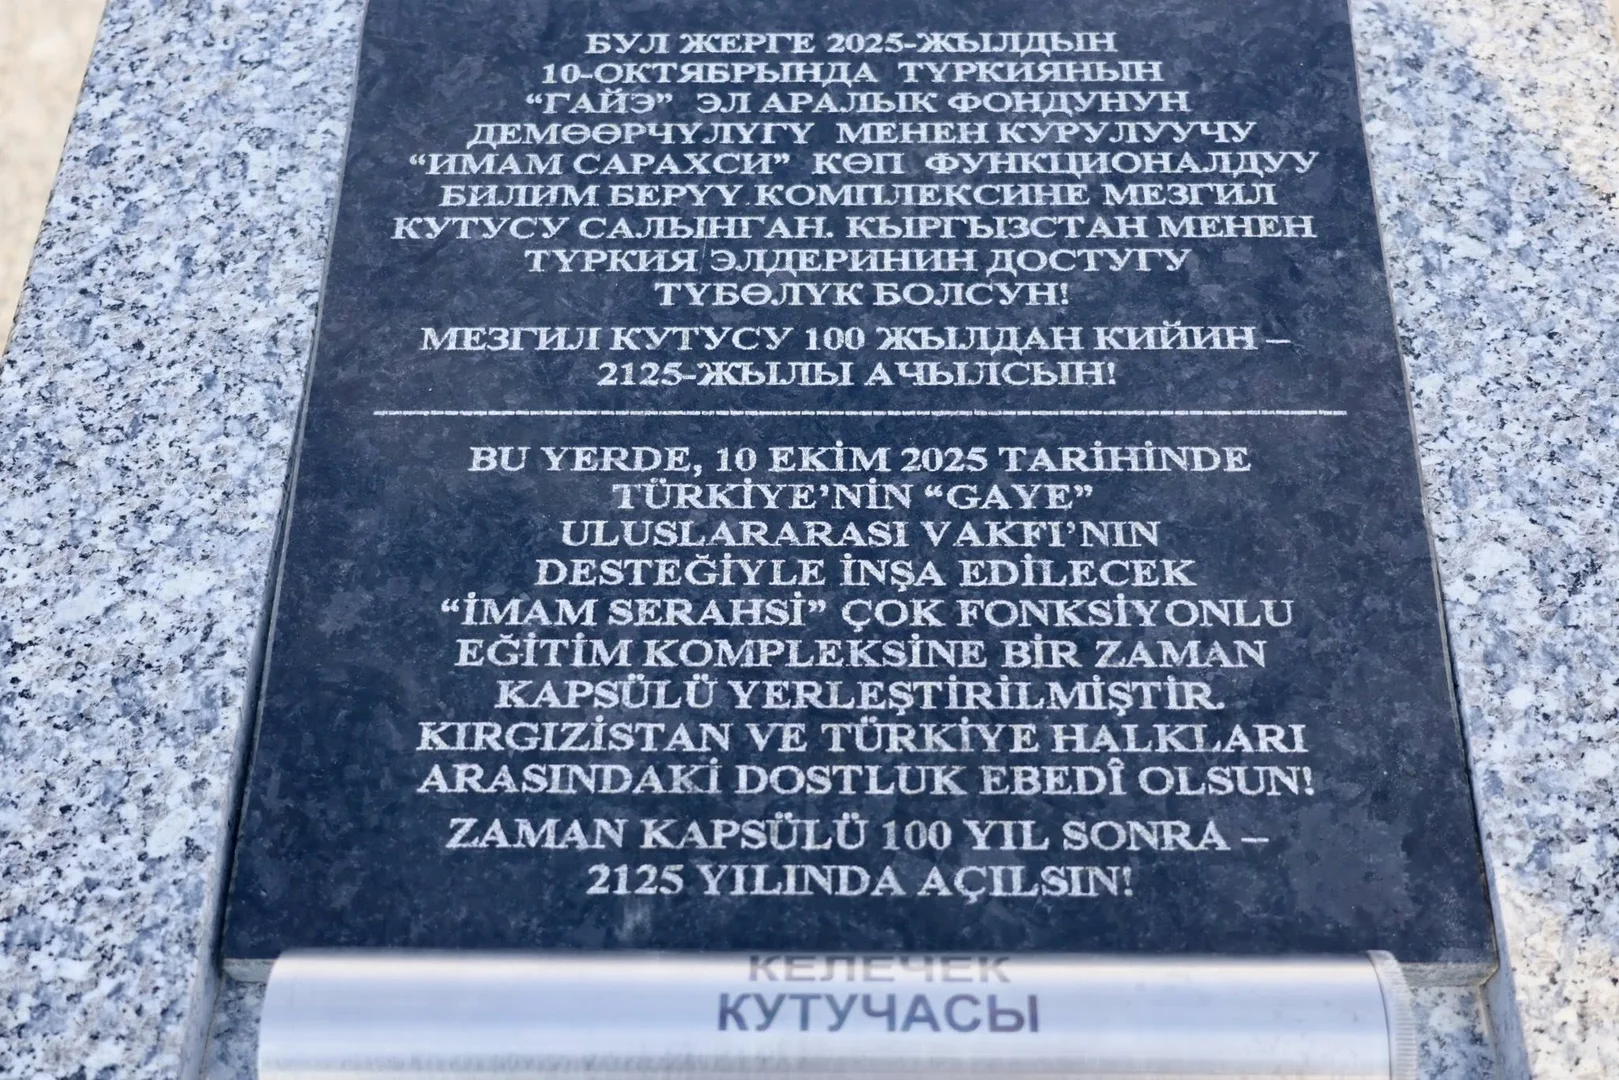 БУЛ ЖЕРГЕ 2025-ЖЫЛДЫН
10-ОКТЯБРЫНДА ТҮРКИЯНЫН
“ГАЙЭ” ЭЛ АРАЛЫК ФОНДУНУН
ДЕМӨӨРЧҮЛҮГҮ МЕНЕН КУРУЛУУЧУ
“ИМАМ САРАХСИ” КӨП ФУНКЦИОНАЛДУУ
БИЛИМ БЕРҮҮ КОМПЛЕКСИНЕ МЕЗГИЛ
КУТУСУ САЛЫНГАН. КЫРГЫЗСТАН МЕНЕН
ТҮРКИЯ ЭЛДЕРИНИН ДОСТУГУ
ТҮБӨЛҮК БОЛСУН!
МЕЗГИЛ КУТУСУ 100 ЖЫЛДАН КИЙИН –
2125-ЖЫЛЫ АЧЫЛСЫН!
BU YERDE, 10 EKİM 2025 TARİHİNDE
TÜRKİYE’NİN “GAYE”
ULUSLARARASI VAKFI’NIN
DESTEĞİYLE İNŞA EDİLECEK
“İMAM SERAHSİ” ÇOK FONKSİYONLU
EĞİTİM KOMPLEKSİNE BİR ZAMAN
KAPSÜLÜ YERLEŞTİRİLMİŞTİR.
KIRGIZİSTAN VE TÜRKİYE HALKLARI
ARASINDAKİ DOSTLUK EBEDÎ OLSUN!
ZAMAN KAPSÜLÜ 100 YIL SONRA –
2125 YILINDA AÇILSIN!
КЕЛЕЧЕК
КУТУЧАСЫ